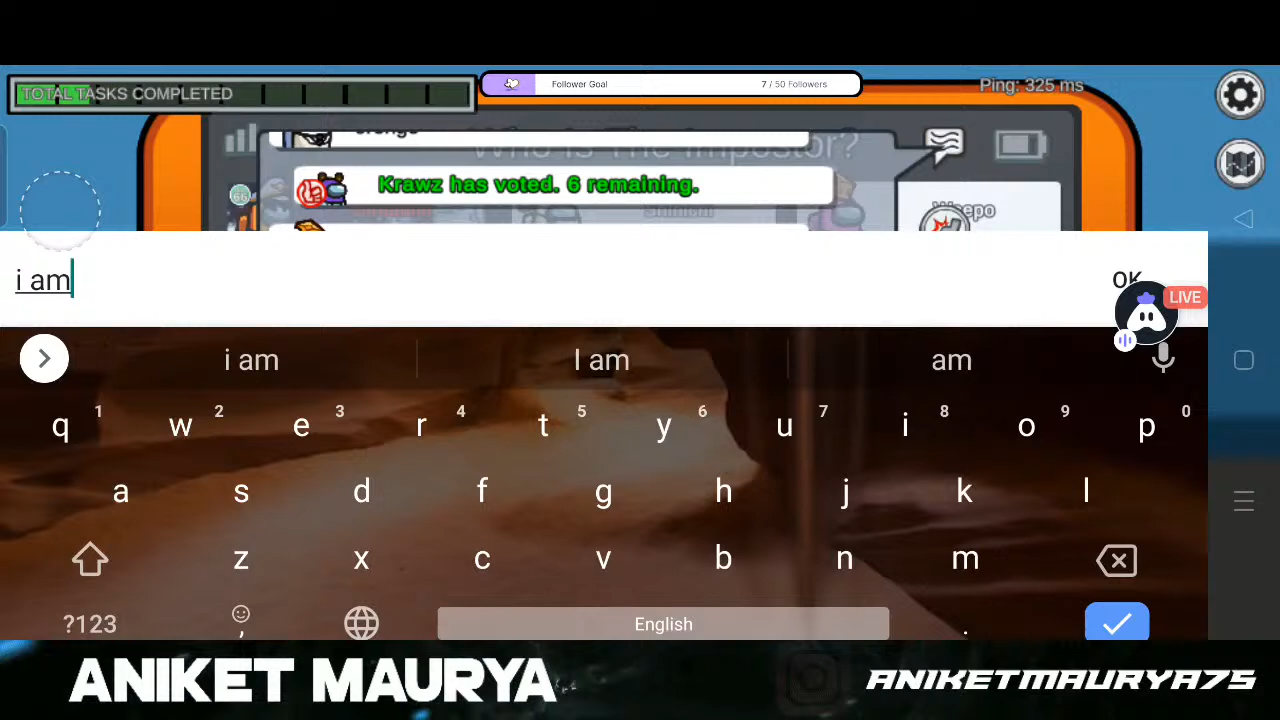 TOTAL TASKS COMPLETED
Follower Goal
7 / 50 Followers
Ping: 325 ms
Who Is The Impostor?
Krawz has voted. 6 remaining.
i am
OK
LIVE
i am
I am
am
q 1 w 2 e 3 r 4 t 5 y 6 u 7 i 8 o 9 p 0
a s d f g h j k l
z x c v b n m
?123 , English .
ANIKET MAURYA
ANIKETMAURYA75